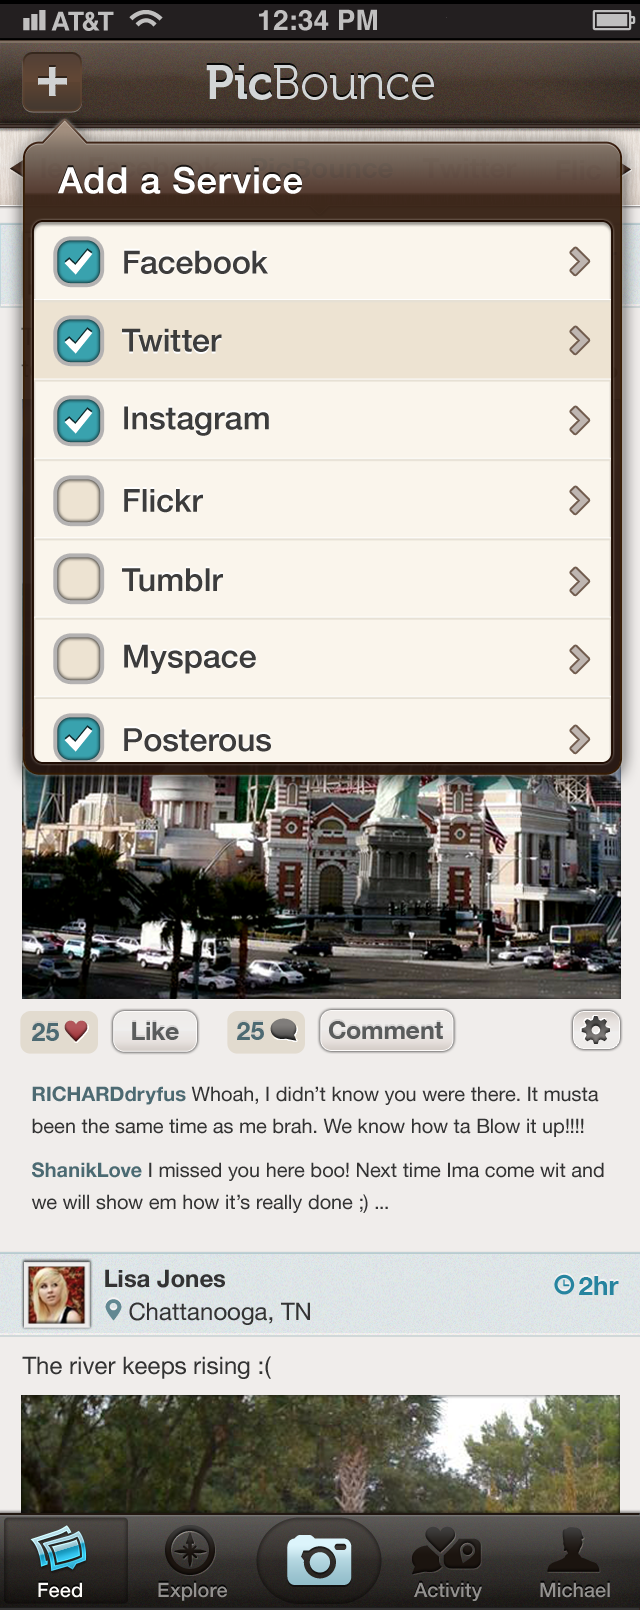 AT&T 12:34 PM
PicBounce
Add a Service
Facebook
Twitter
Instagram
Flickr
Tumblr
Myspace
Posterous
25 Like 25 Comment
RICHARDdryfus Whoah, I didn't know you were there. It musta
been the same time as me brah. We know how ta Blow it up!!!!
ShanikLove I missed you here boo! Next time Ima come wit and
we will show em how it's really done ;) ...
Lisa Jones
2hr
Chattanooga, TN
The river keeps rising :(
Feed Explore Activity Michael